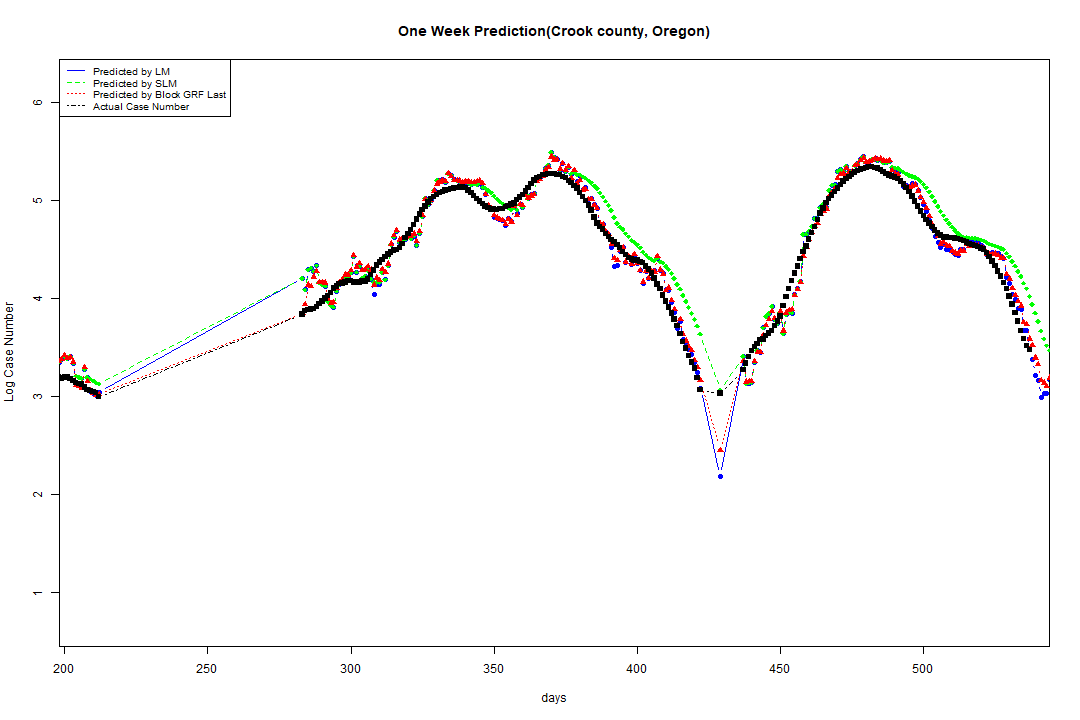 One Week Prediction(Crook county, Oregon)
Predicted by LM
Predicted by SLM
Predicted by Block GRF Last
Actual Case Number
6
5
4
3
2
1
Log Case Number
200 250 300 350 400 450 500
days